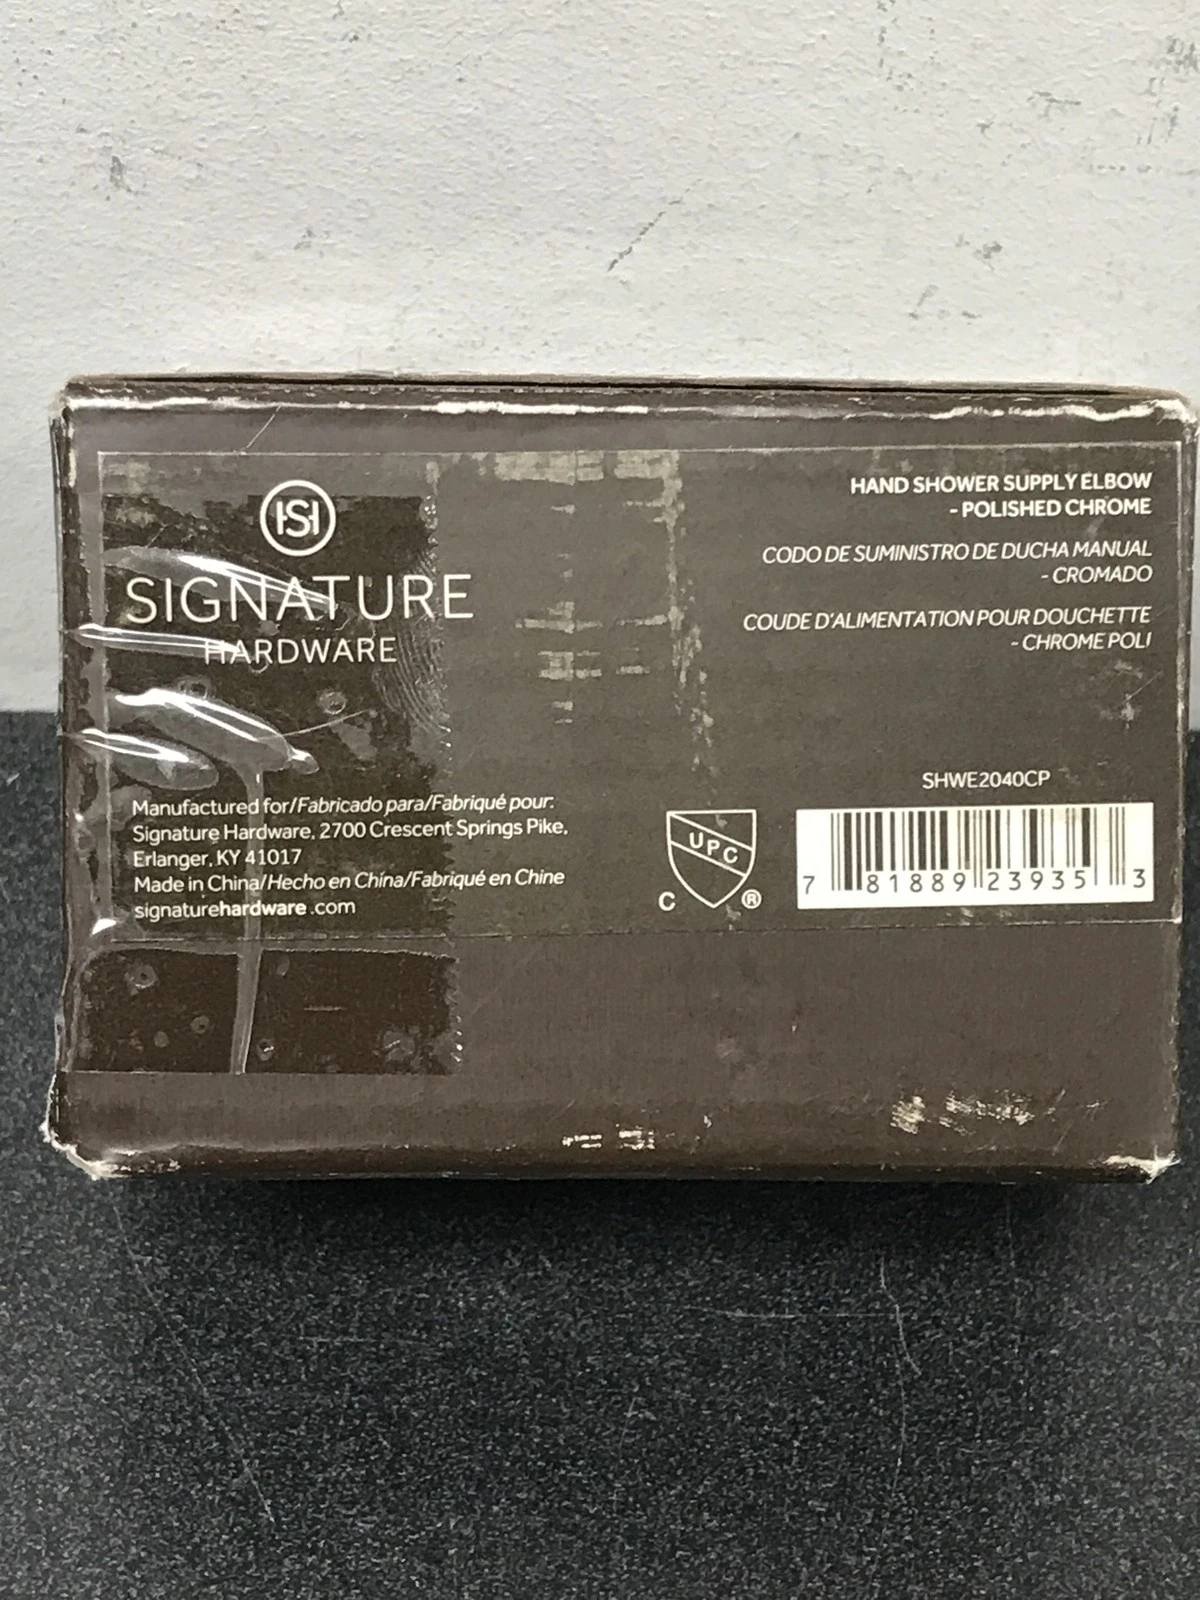 HSH
SIGNATURE
HARDWARE
HAND SHOWER SUPPLY ELBOW
- POLISHED CHROME
CODO DE SUMINISTRO DE DUCHA MANUAL
- CROMADO
COUDE D'ALIMENTATION POUR DOUCHETTE
- CHROME POLI
Manufactured for/Fabricado para/Fabriqué pour:
Signature Hardware, 2700 Crescent Springs Pike,
Erlanger, KY 41017
Made in China/Hecho en China/Fabriqué en Chine
signaturehardware.com
UPC
C ®
SHWE2040CP
7 81889 23935 3